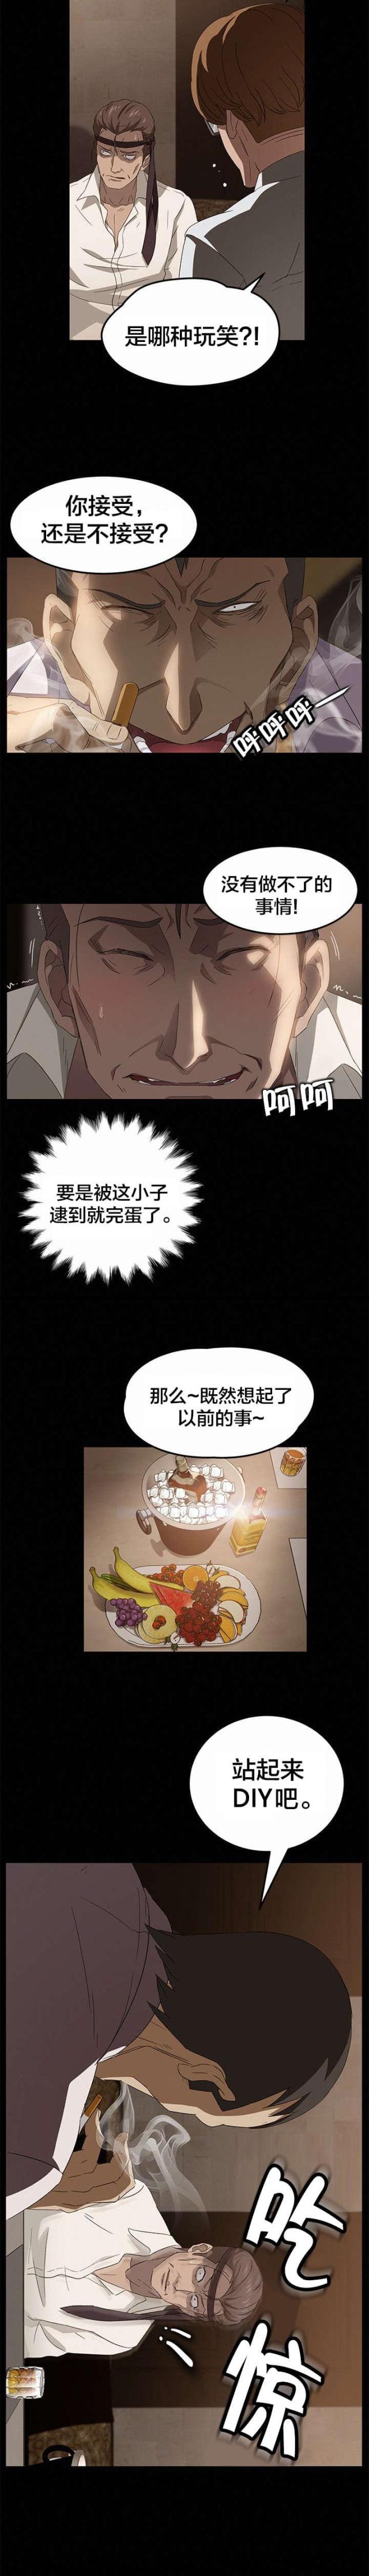 是哪种玩笑?!
你接受，
还是不接受?
呼呼呼—
没有做不了的
事情!
呵呵
要是被这小子
逮到就完蛋了。
那么~既然想起了
以前的事~
站起来
DIY吧。
吃
惊